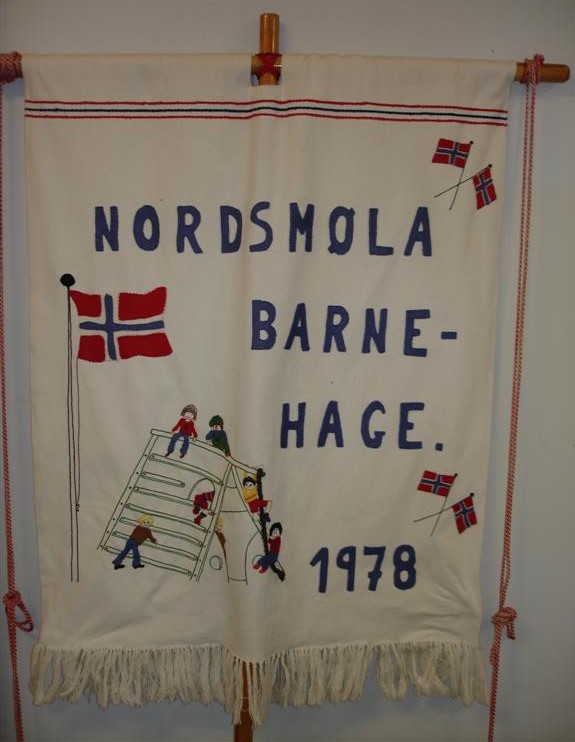 NORDSMØLA
BARNE-
HAGE.
1978